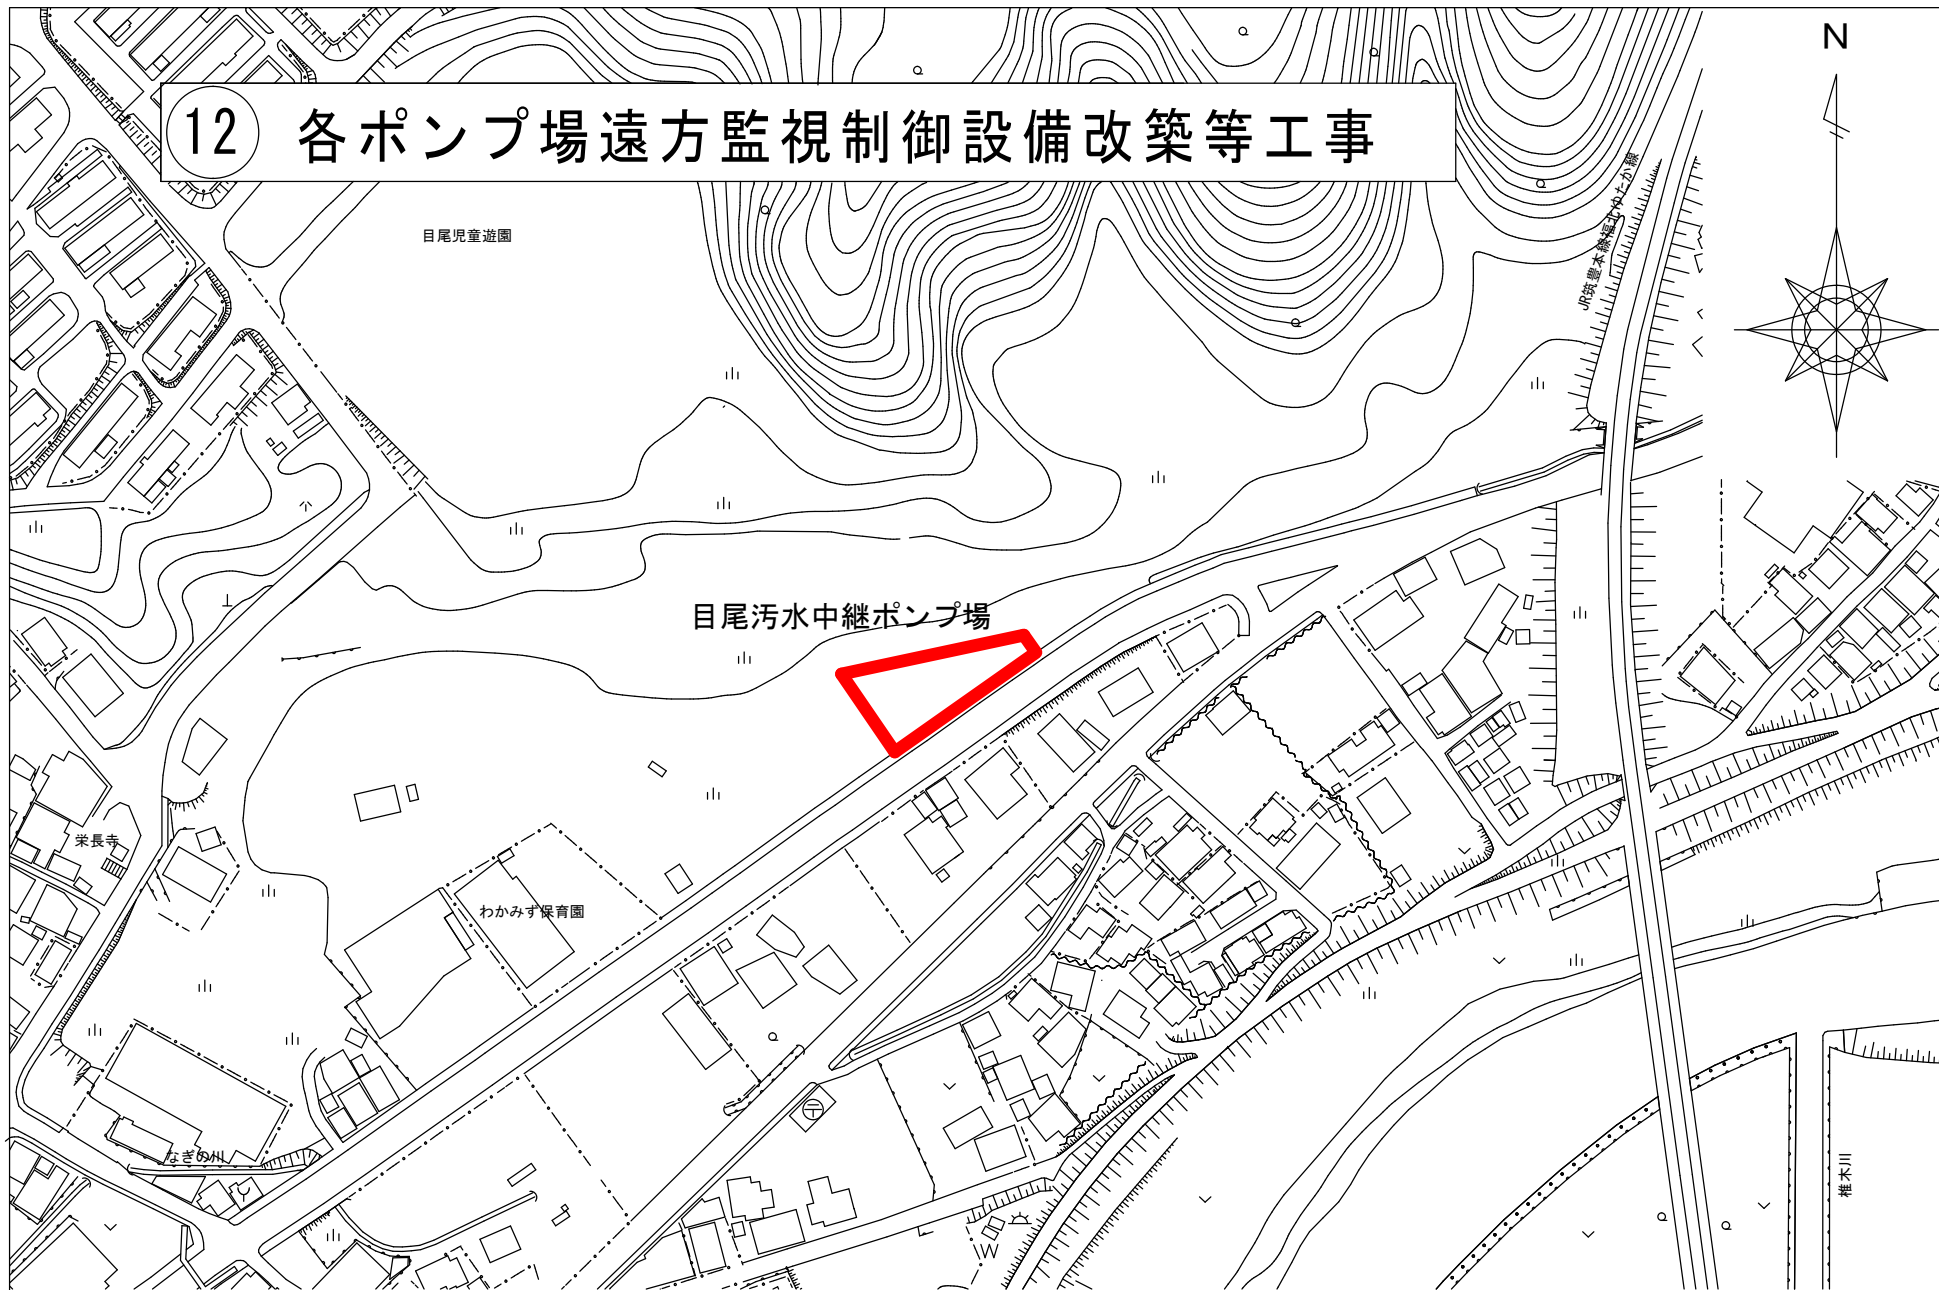 N
12 各ポンプ場遠方監視制御設備改築等工事
目尾児童遊園
JR筑豊本線福北ゆたか線
目尾汚水中継ポンプ場
栄長寺
わかみず保育園
なぎの川
椎木川